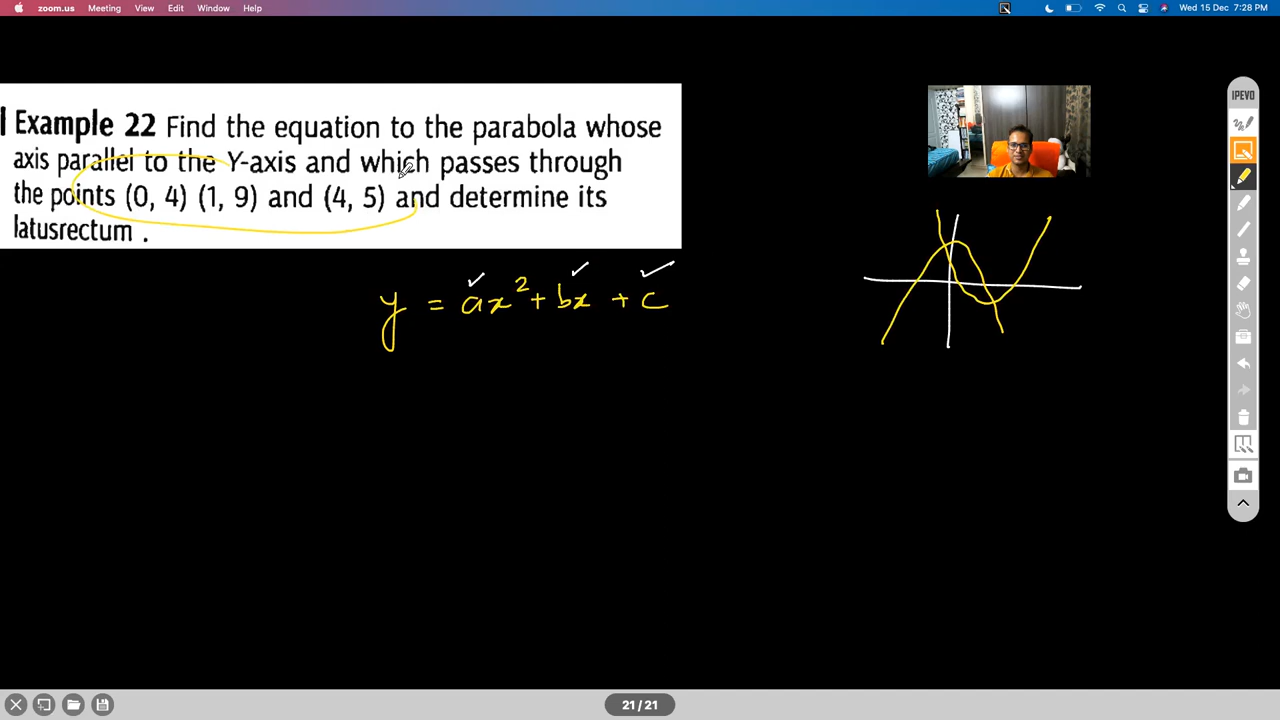 zoom.us Meeting View Edit Window Help Wed 15 Dec 7:28 PM
IPEVO
Example 22 Find the equation to the parabola whose
axis parallel to the Y-axis and which passes through
the points (0, 4) (1, 9) and (4, 5) and determine its
latusrectum .
y = ax² + bx + c
21 / 21